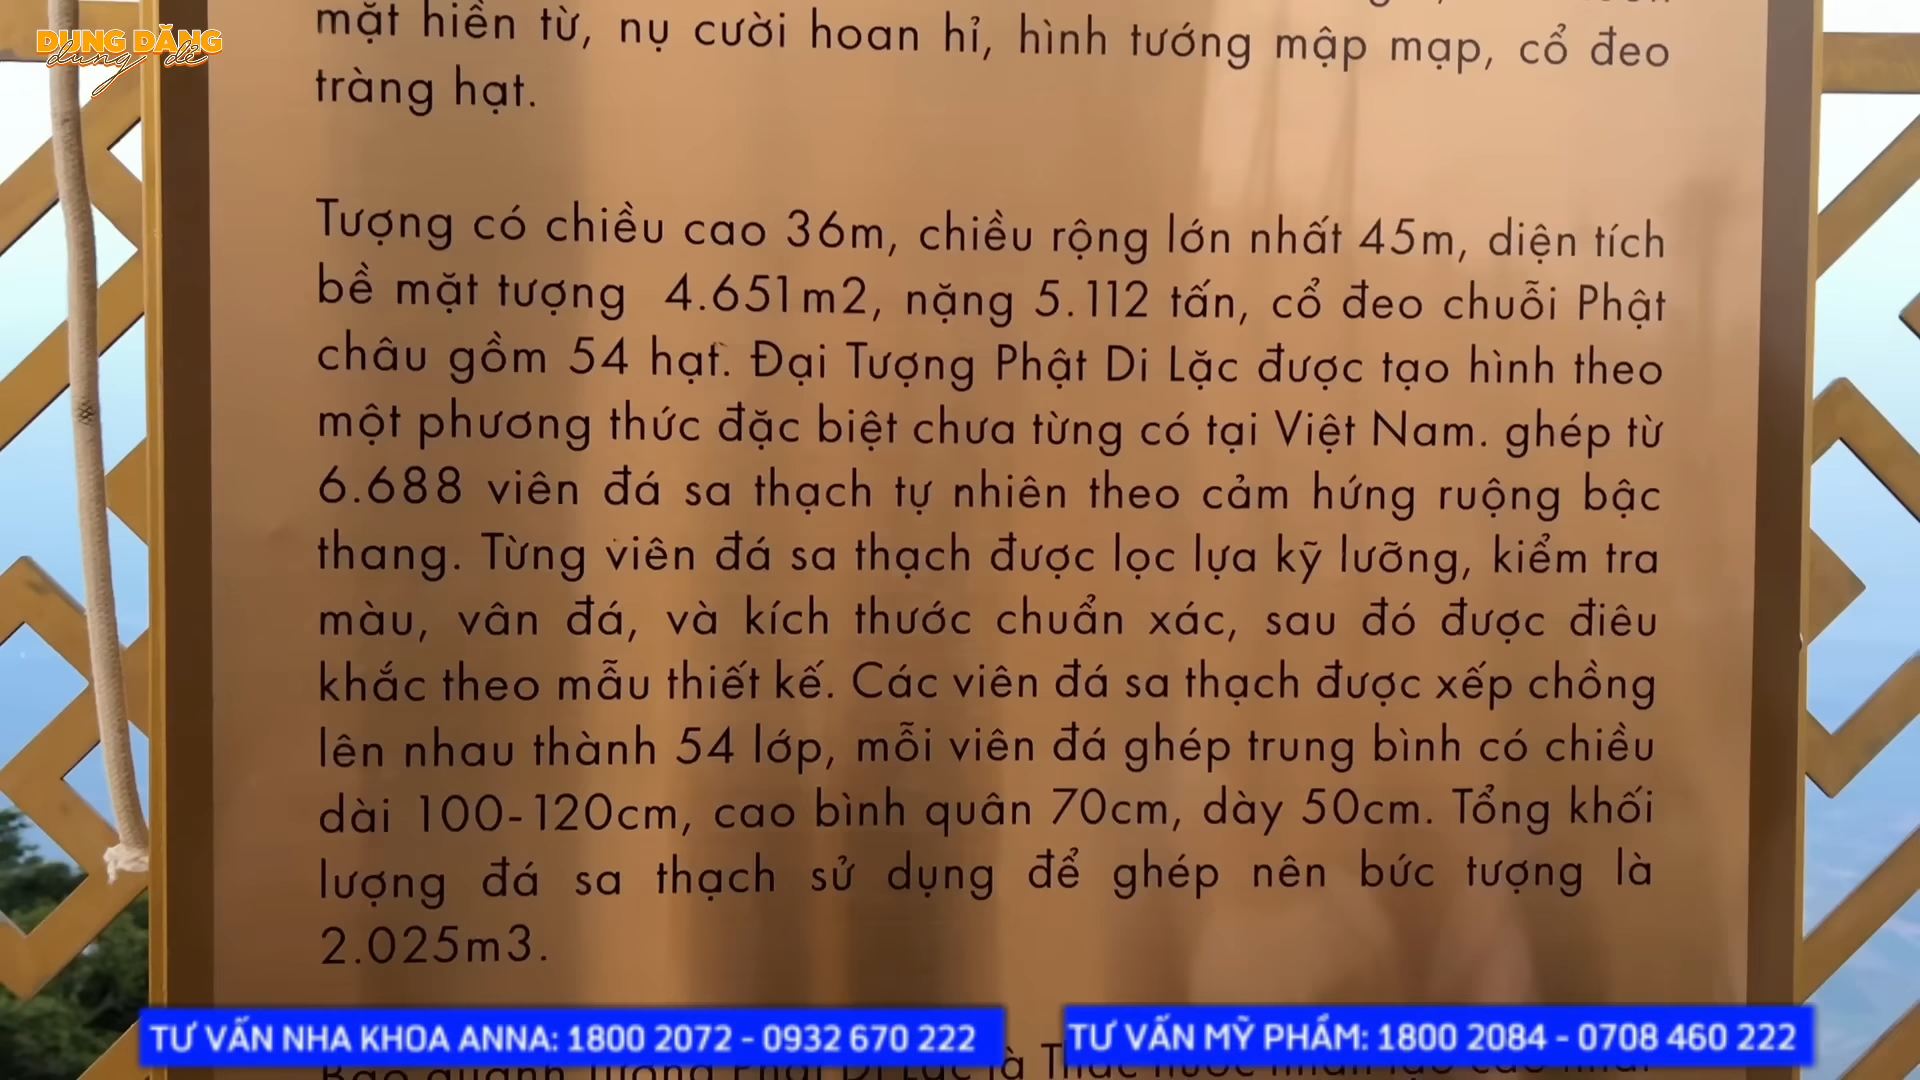 DUNG DĂNG
dung dẻ
mặt hiền từ, nụ cười hoan hỉ, hình tướng mập mạp, cổ đeo
tràng hạt.
Tượng có chiều cao 36m, chiều rộng lớn nhất 45m, diện tích
bề mặt tượng 4.651m2, nặng 5.112 tấn, cổ đeo chuỗi Phật
châu gồm 54 hạt. Đại Tượng Phật Di Lặc được tạo hình theo
một phương thức đặc biệt chưa từng có tại Việt Nam. ghép từ
6.688 viên đá sa thạch tự nhiên theo cảm hứng ruộng bậc
thang. Từng viên đá sa thạch được lọc lựa kỹ lưỡng, kiểm tra
màu, vân đá, và kích thước chuẩn xác, sau đó được điêu
khắc theo mẫu thiết kế. Các viên đá sa thạch được xếp chồng
lên nhau thành 54 lớp, mỗi viên đá ghép trung bình có chiều
dài 100-120cm, cao bình quân 70cm, dày 50cm. Tổng khối
lượng đá sa thạch sử dụng để ghép nên bức tượng là
2.025m3.
TƯ VẤN NHA KHOA ANNA: 1800 2072 - 0932 670 222
TƯ VẤN MỸ PHẨM: 1800 2084 - 0708 460 222